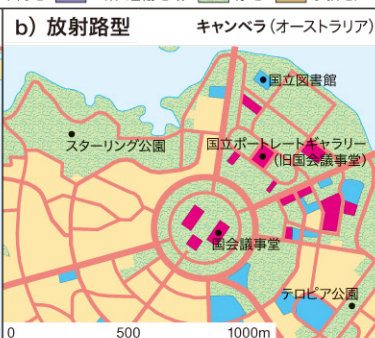 b) 放射路型 キャンベラ(オーストラリア)
国立図書館
スターリング公園
国立ポートレートギャラリー
(旧国会議事堂)
国会議事堂
テロピア公園
0 500 1000m